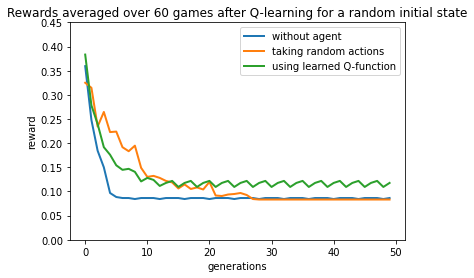 Rewards averaged over 60 games after Q-learning for a random initial state
0.45
0.40
0.35
0.30
0.25
0.20
0.15
0.10
0.05
0.00
reward
without agent
taking random actions
using learned Q-function
0 10 20 30 40 50
generations